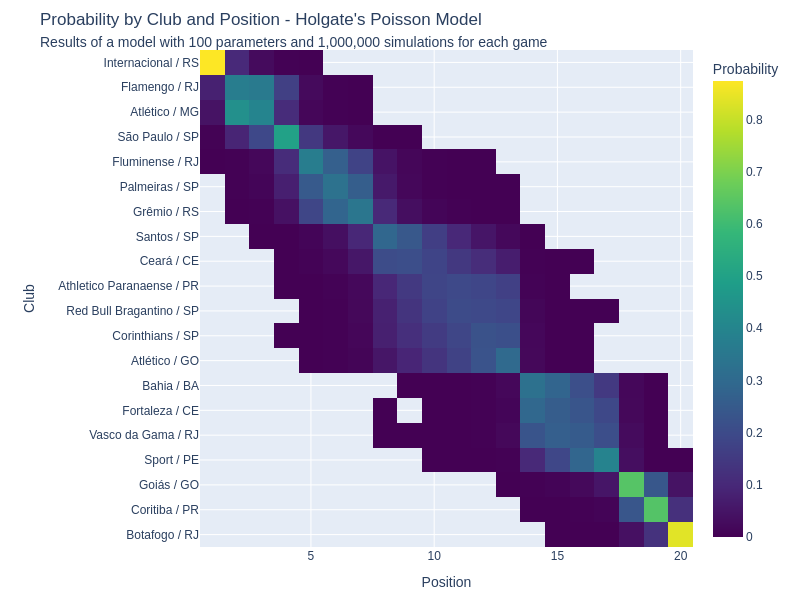 Probability by Club and Position - Holgate's Poisson Model
Results of a model with 100 parameters and 1,000,000 simulations for each game
Probability
Club
Internacional / RS
Flamengo / RJ
Atlético / MG
São Paulo / SP
Fluminense / RJ
Palmeiras / SP
Grêmio / RS
Santos / SP
Ceará / CE
Athletico Paranaense / PR
Red Bull Bragantino / SP
Corinthians / SP
Atlético / GO
Bahia / BA
Fortaleza / CE
Vasco da Gama / RJ
Sport / PE
Goiás / GO
Coritiba / PR
Botafogo / RJ
0.8
0.7
0.6
0.5
0.4
0.3
0.2
0.1
0
5 10 15 20
Position